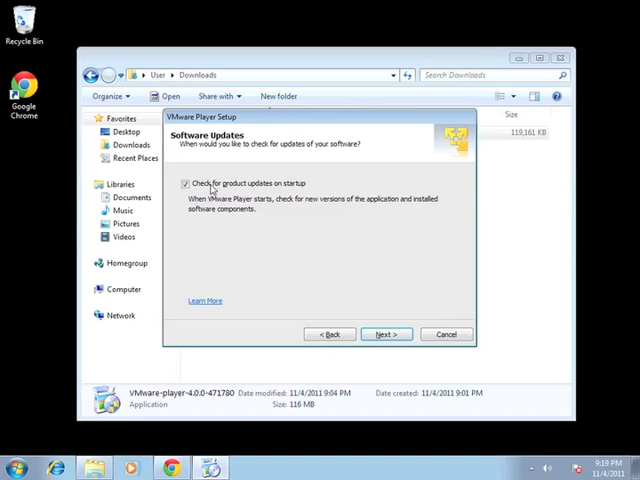 Recycle Bin
Google
Chrome
User
Downloads
Search Downloads
Organize
Open
Share with
New folder
Favorites
Desktop
Downloads
Recent Places
Libraries
Documents
Music
Pictures
Videos
Homegroup
Computer
Network
Size
119,161 KB
VMware Player Setup
Software Updates
When would you like to check for updates of your software?
Check for product updates on startup
When VMware Player starts, check for new versions of the application and installed
software components.
Learn More
< Back
Next >
Cancel
VMware-player-4.0.0-471780
Date modified: 11/4/2011 9:04 PM
Date created: 11/4/2011 9:01 PM
Application
Size: 116 MB
9:19 PM
11/4/2011